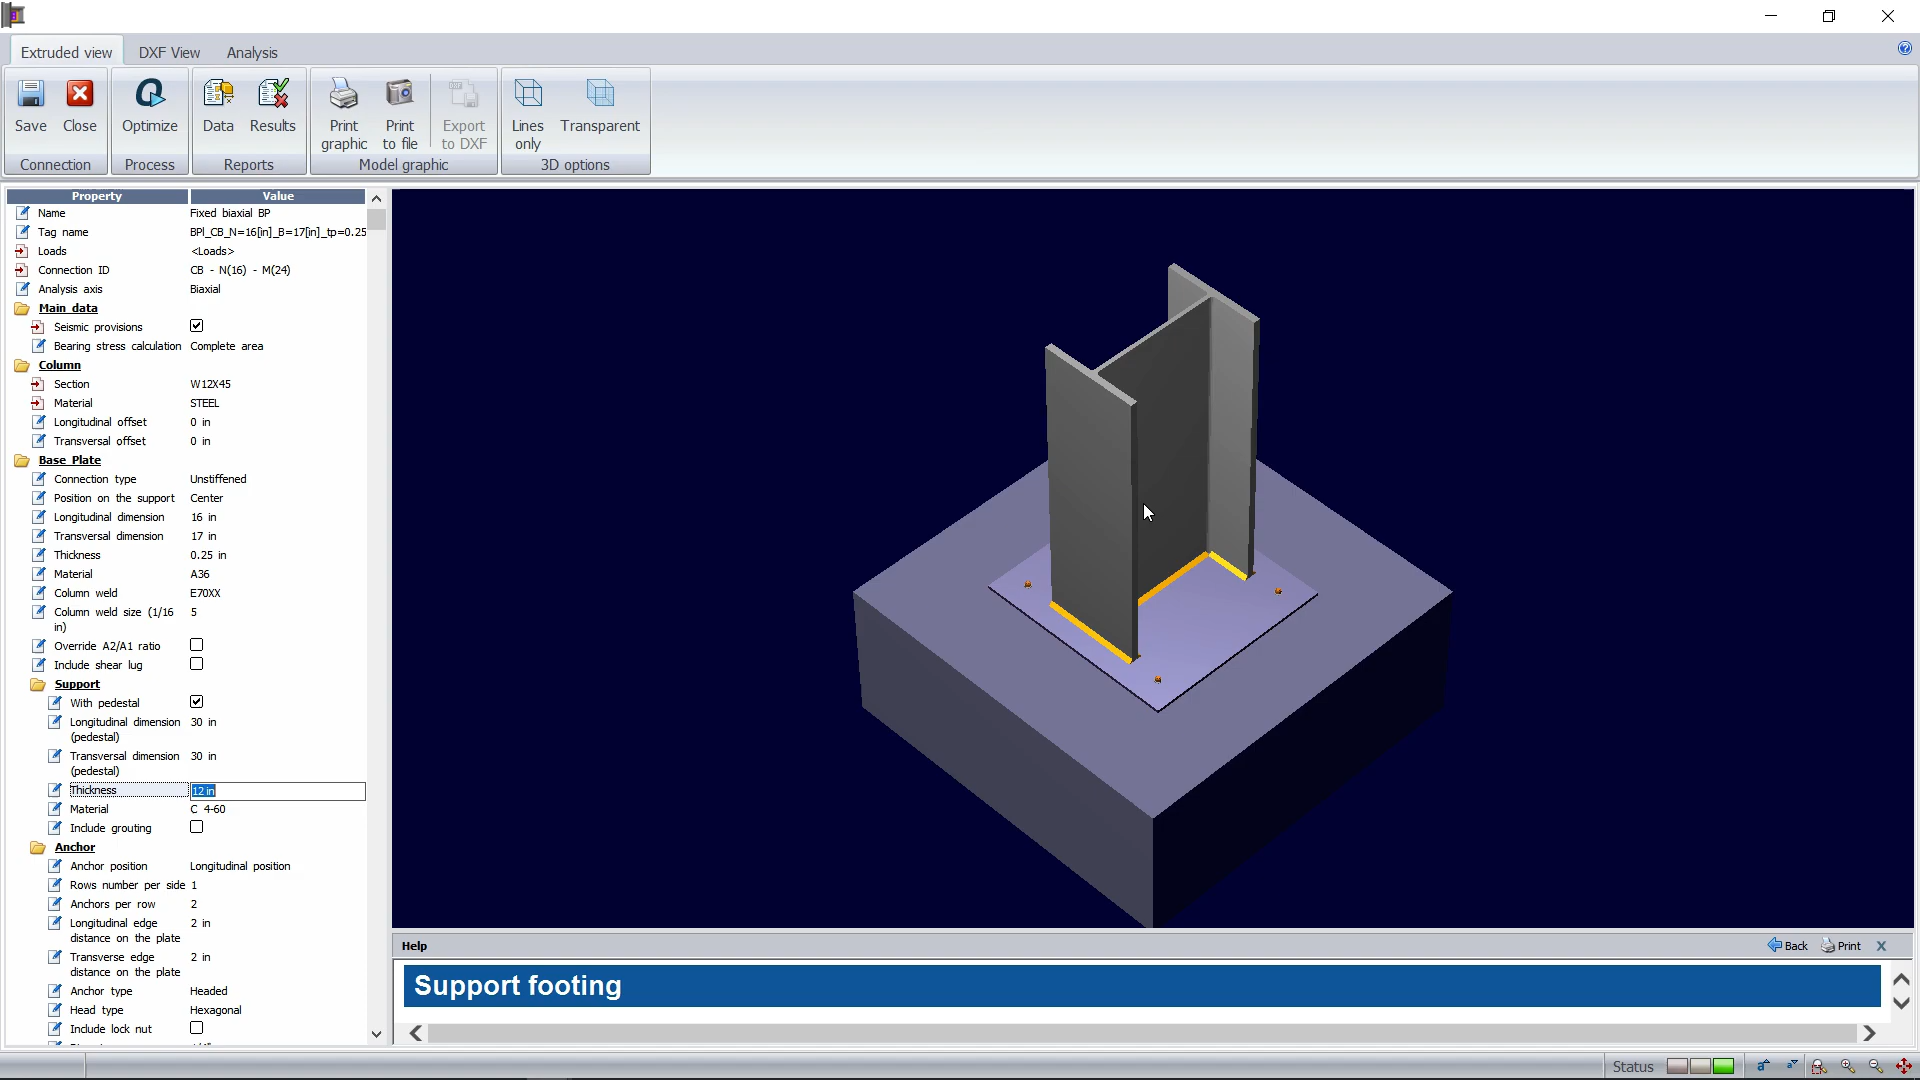 Extruded view DXF View Analysis
Save Close Optimize Data Results Print graphic Print to file Export to DXF Lines only Transparent
Connection Process Reports Model graphic 3D options
Property Value
Name Fixed biaxial BP
Tag name BPl_CB_N=16[in]_B=17[in]_tp=0.25
Loads <Loads>
Connection ID CB - N(16) - M(24)
Analysis axis Biaxial
Main data
Seismic provisions
Bearing stress calculation Complete area
Column
Section W12X45
Material STEEL
Longitudinal offset 0 in
Transversal offset 0 in
Base Plate
Connection type Unstiffened
Position on the support Center
Longitudinal dimension 16 in
Transversal dimension 17 in
Thickness 0.25 in
Material A36
Column weld E70XX
Column weld size (1/16 5
in)
Override A2/A1 ratio
Include shear lug
Support
With pedestal
Longitudinal dimension 30 in
(pedestal)
Transversal dimension 30 in
(pedestal)
Thickness 12 in
Material C 4-60
Include grouting
Anchor
Anchor position Longitudinal position
Rows number per side 1
Anchors per row 2
Longitudinal edge 2 in
distance on the plate
Transverse edge 2 in
distance on the plate
Anchor type Headed
Head type Hexagonal
Include lock nut
Help Back Print X
Support footing
Status